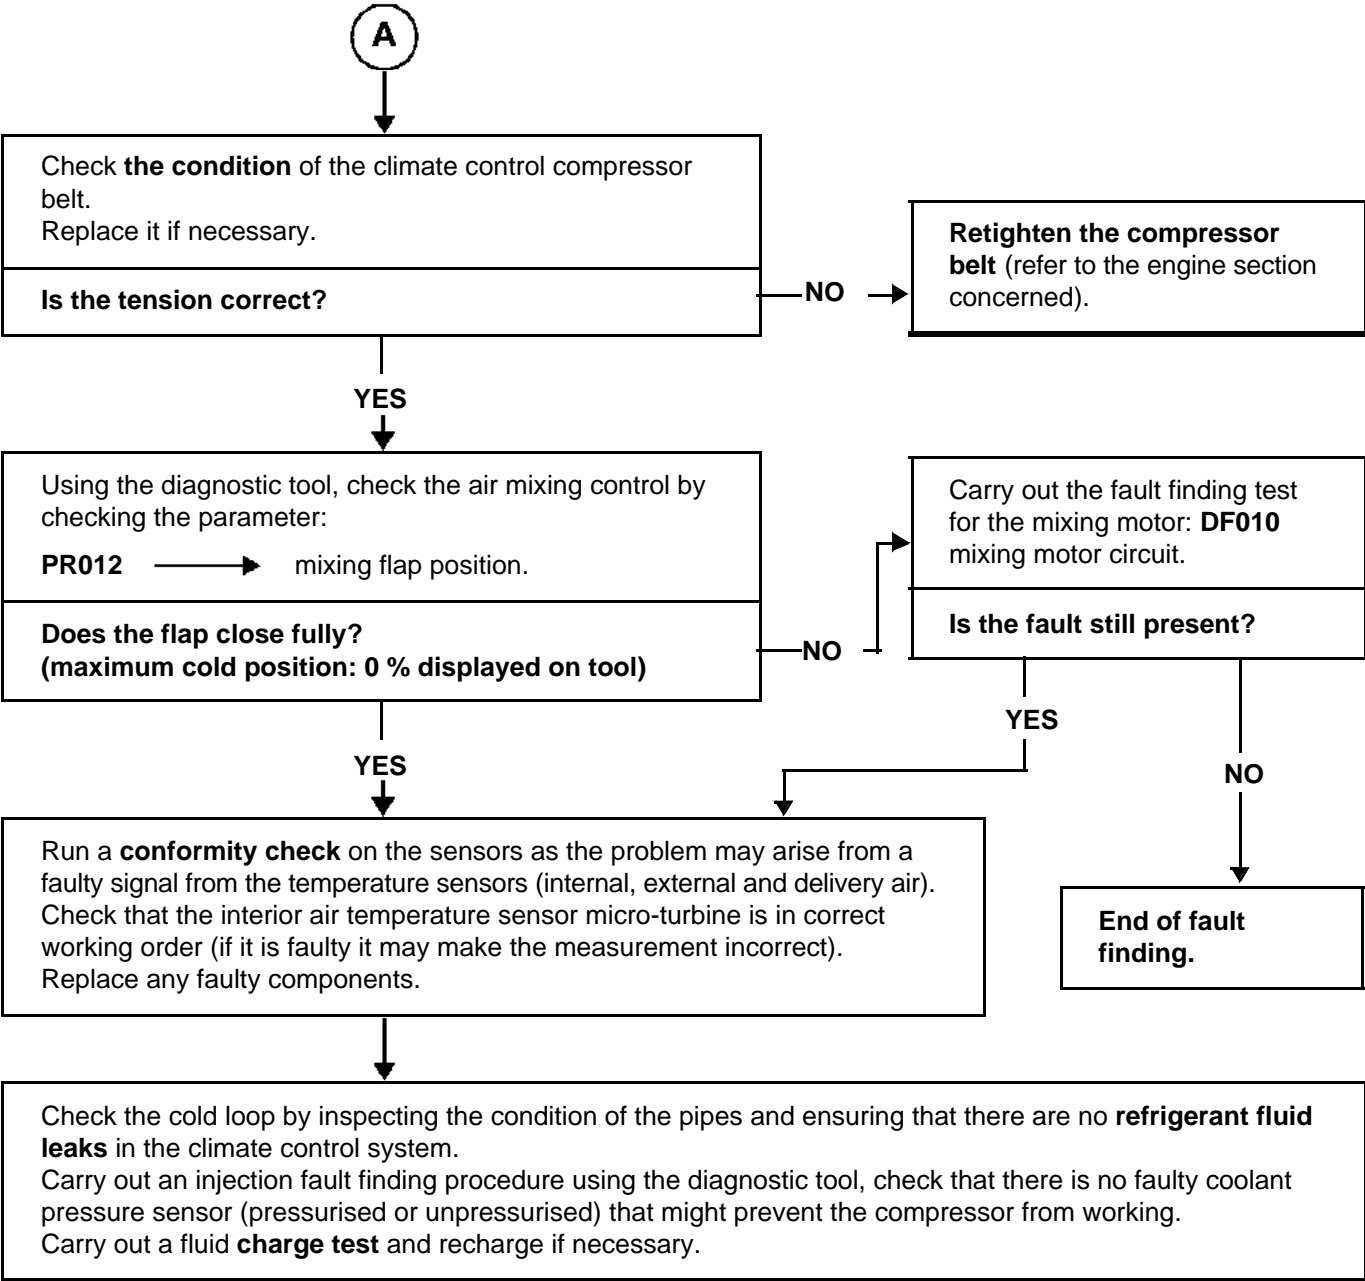 A
Check the condition of the climate control compressor
belt.
Replace it if necessary.
Is the tension correct?
NO
Retighten the compressor
belt (refer to the engine section
concerned).
YES
Using the diagnostic tool, check the air mixing control by
checking the parameter:
PR012 mixing flap position.
Does the flap close fully?
(maximum cold position: 0 % displayed on tool)
NO
Carry out the fault finding test
for the mixing motor: DF010
mixing motor circuit.
Is the fault still present?
YES
NO
YES
Run a conformity check on the sensors as the problem may arise from a
faulty signal from the temperature sensors (internal, external and delivery air).
Check that the interior air temperature sensor micro-turbine is in correct
working order (if it is faulty it may make the measurement incorrect).
Replace any faulty components.
End of fault
finding.
Check the cold loop by inspecting the condition of the pipes and ensuring that there are no refrigerant fluid
leaks in the climate control system.
Carry out an injection fault finding procedure using the diagnostic tool, check that there is no faulty coolant
pressure sensor (pressurised or unpressurised) that might prevent the compressor from working.
Carry out a fluid charge test and recharge if necessary.